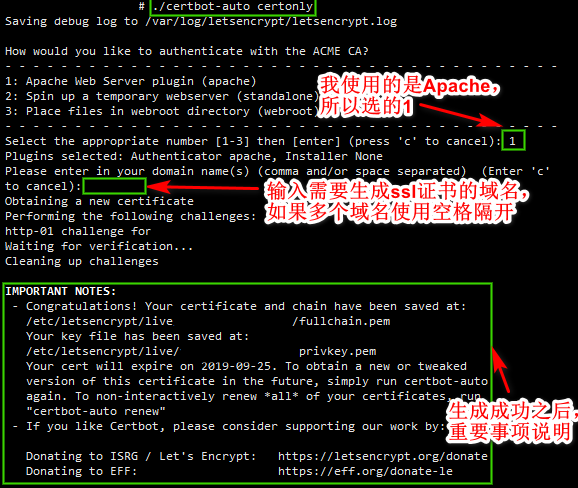 # ./certbot-auto certonly
Saving debug log to /var/log/letsencrypt/letsencrypt.log
How would you like to authenticate with the ACME CA?
- - - - - - - - - - - - - - - - - - - - - - - - - - - - - - - - - - - - - - - -
1: Apache Web Server plugin (apache)
2: Spin up a temporary webserver (standalone)
3: Place files in webroot directory (webroot)
我使用的是Apache，
所以选的1
- - - - - - - - - - - - - - - - - - - - - - - - - - - - - - - - - - - - - - - -
Select the appropriate number [1-3] then [enter] (press 'c' to cancel): 1
Plugins selected: Authenticator apache, Installer None
Please enter in your domain name(s) (comma and/or space separated)  (Enter 'c'
to cancel):
输入需要生成ssl证书的域名，
如果多个域名使用空格隔开
Obtaining a new certificate
Performing the following challenges:
http-01 challenge for
Waiting for verification...
Cleaning up challenges
IMPORTANT NOTES:
- Congratulations! Your certificate and chain have been saved at:
/etc/letsencrypt/live /fullchain.pem
Your key file has been saved at:
/etc/letsencrypt/live/ privkey.pem
Your cert will expire on 2019-09-25. To obtain a new or tweaked
version of this certificate in the future, simply run certbot-auto
again. To non-interactively renew *all* of your certificates, run
"certbot-auto renew"
- If you like Certbot, please consider supporting our work by:
生成成功之后，
重要事项说明
Donating to ISRG / Let's Encrypt: https://letsencrypt.org/donate
Donating to EFF: https://eff.org/donate-le